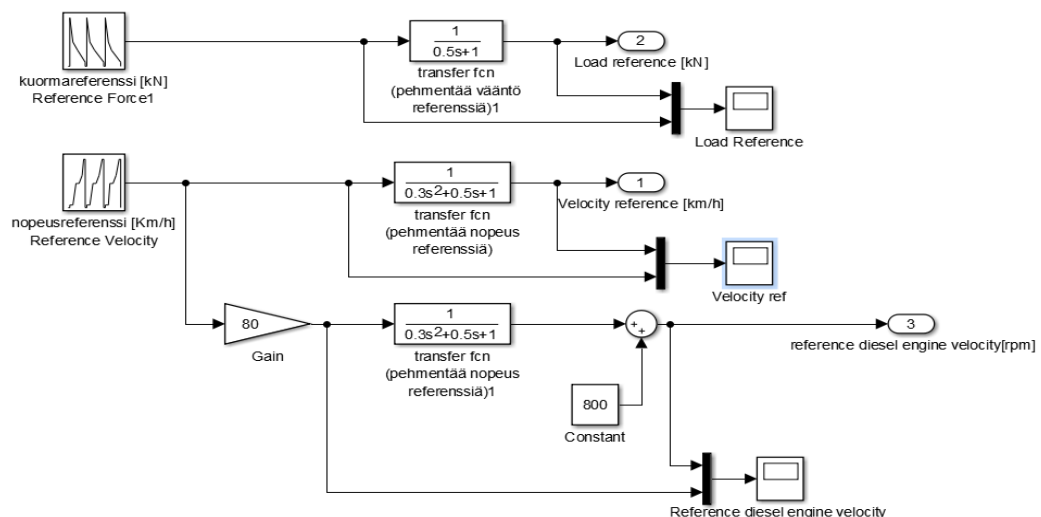 kuormareferenssi [kN]
Reference Force1
1
0.5s+1
transfer fcn
(pehmentää vääntö
referenssiä)1
2
Load reference [kN]
Load Reference
nopeusreferenssi [Km/h]
Reference Velocity
1
0.3s2+0.5s+1
transfer fcn
(pehmentää nopeus
referenssiä)
1
Velocity reference [km/h]
Velocity ref
80
Gain
1
0.3s2+0.5s+1
transfer fcn
(pehmentää nopeus
referenssiä)1
+
+
800
Constant
3
reference diesel engine velocity[rpm]
Reference diesel engine velocity